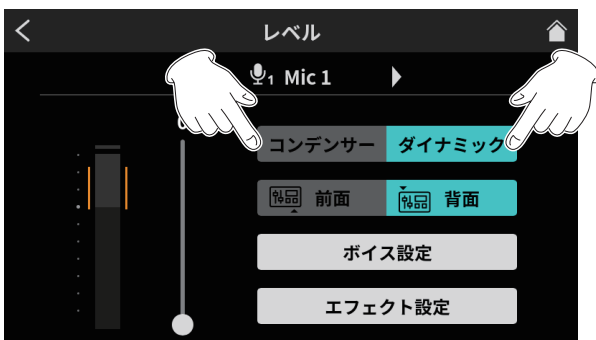 レベル
1 Mic 1
コンデンサー ダイナミック
前面 背面
ボイス設定
エフェクト設定